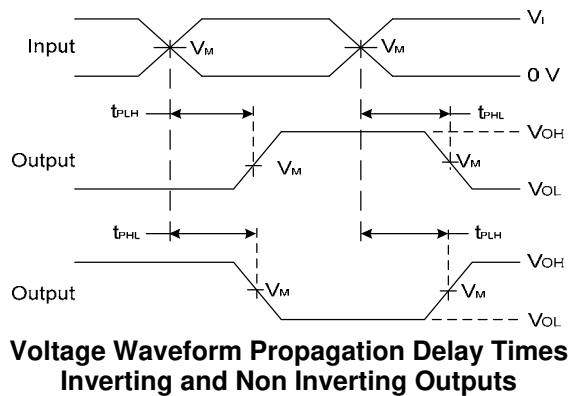 Input VM VM VI
0 V
tPLH tPHL
Output VM VM VOH
VOL
tPHL tPLH
Output VM VM VOH
VOL
Voltage Waveform Propagation Delay Times
Inverting and Non Inverting Outputs